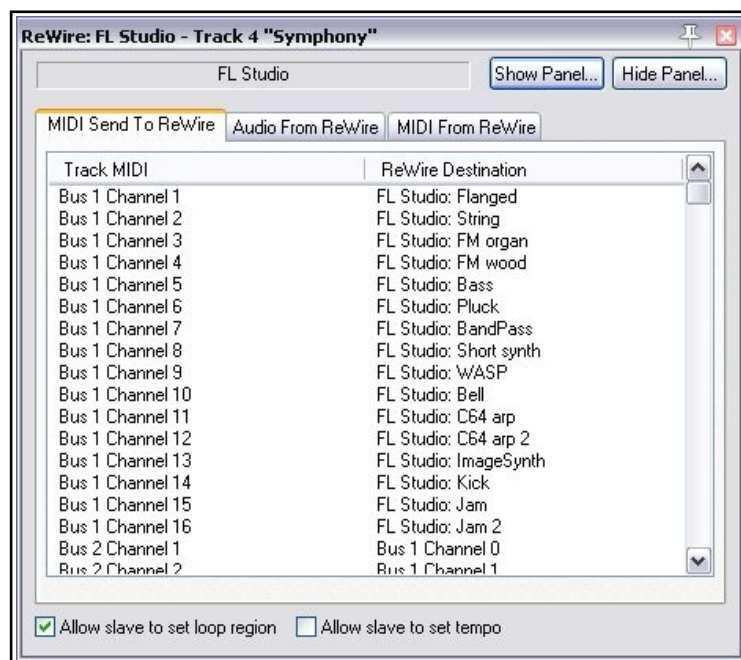 ReWire: FL Studio - Track 4 "Symphony"
FL Studio Show Panel... Hide Panel...
MIDI Send To ReWire Audio From ReWire MIDI From ReWire
Track MIDI ReWire Destination
Bus 1 Channel 1 FL Studio: Flanged
Bus 1 Channel 2 FL Studio: String
Bus 1 Channel 3 FL Studio: FM organ
Bus 1 Channel 4 FL Studio: FM wood
Bus 1 Channel 5 FL Studio: Bass
Bus 1 Channel 6 FL Studio: Pluck
Bus 1 Channel 7 FL Studio: BandPass
Bus 1 Channel 8 FL Studio: Short synth
Bus 1 Channel 9 FL Studio: WASP
Bus 1 Channel 10 FL Studio: Bell
Bus 1 Channel 11 FL Studio: C64 arp
Bus 1 Channel 12 FL Studio: C64 arp 2
Bus 1 Channel 13 FL Studio: ImageSynth
Bus 1 Channel 14 FL Studio: Kick
Bus 1 Channel 15 FL Studio: Jam
Bus 1 Channel 16 FL Studio: Jam 2
Bus 2 Channel 1 Bus 1 Channel 0
Bus 2 Channel 2 Bus 1 Channel 1
Allow slave to set loop region Allow slave to set tempo